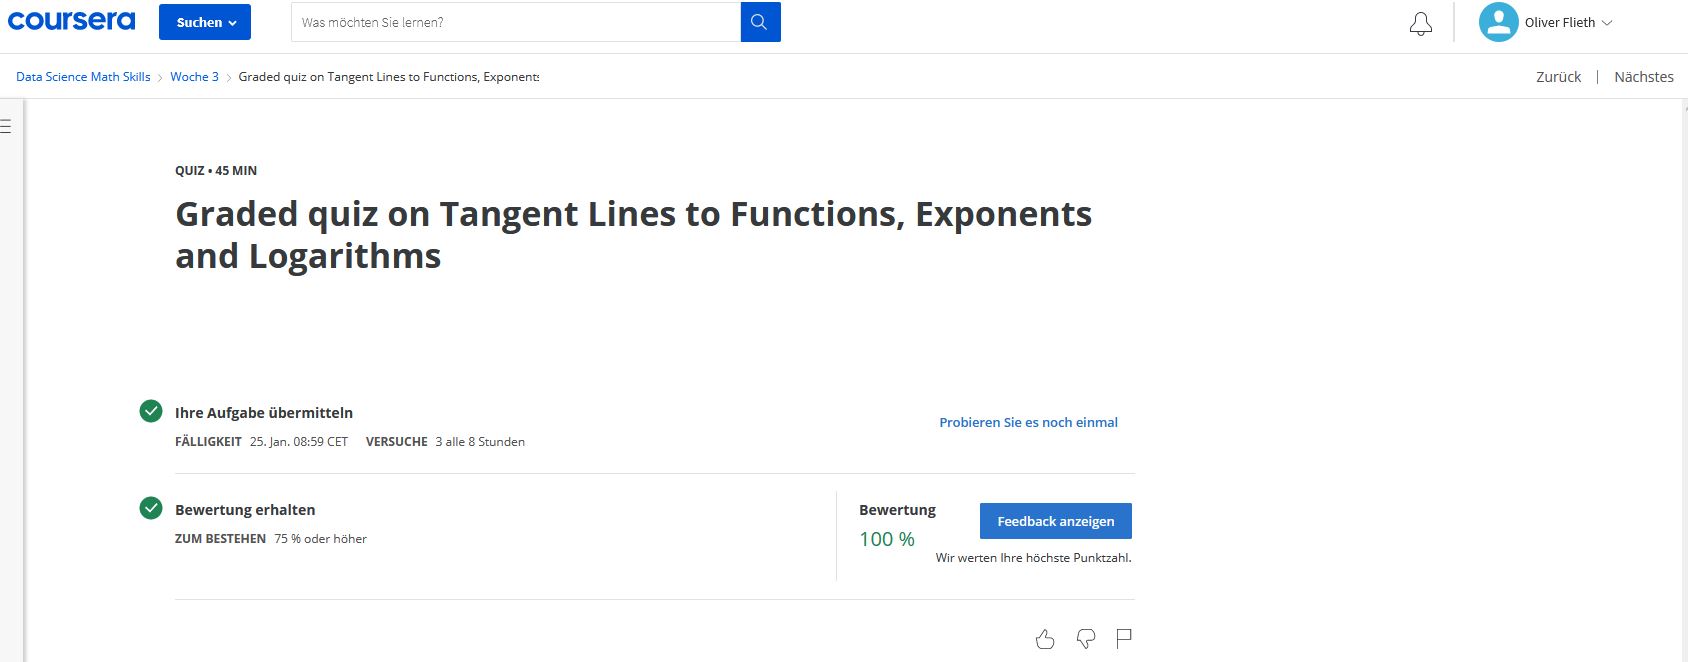 coursera
Suchen
Was möchten Sie lernen?
Oliver Flieth
Data Science Math Skills
Woche 3
Graded quiz on Tangent Lines to Functions, Exponents
Zurück | Nächstes
QUIZ • 45 MIN
Graded quiz on Tangent Lines to Functions, Exponents
and Logarithms
Ihre Aufgabe übermitteln
Probieren Sie es noch einmal
FÄLLIGKEIT 25. Jan. 08:59 CET VERSUCHE 3 alle 8 Stunden
Bewertung erhalten
ZUM BESTEHEN 75 % oder höher
Bewertung
100 %
Feedback anzeigen
Wir werten Ihre höchste Punktzahl.